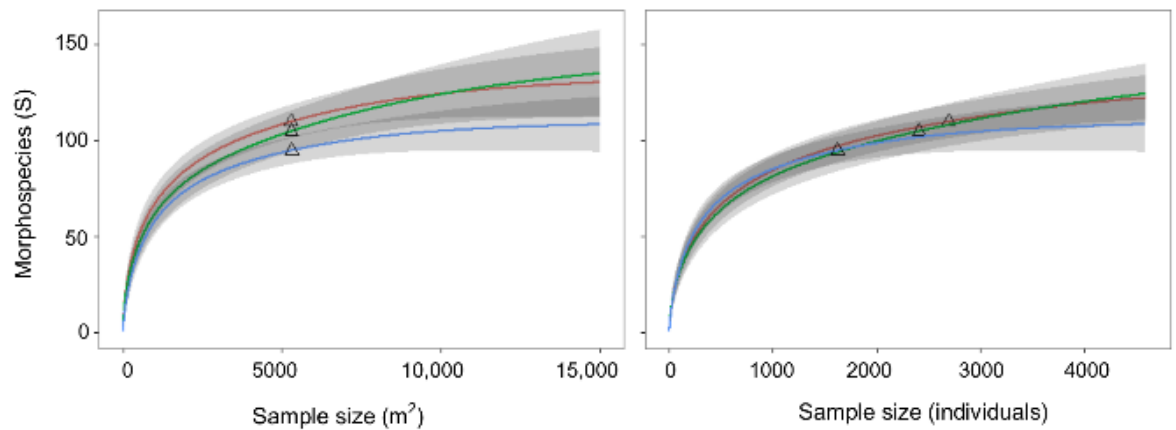 Morphospecies (S)
150
100
50
0
0 5000 10,000 15,000
Sample size (m²)
0 1000 2000 3000 4000
Sample size (individuals)